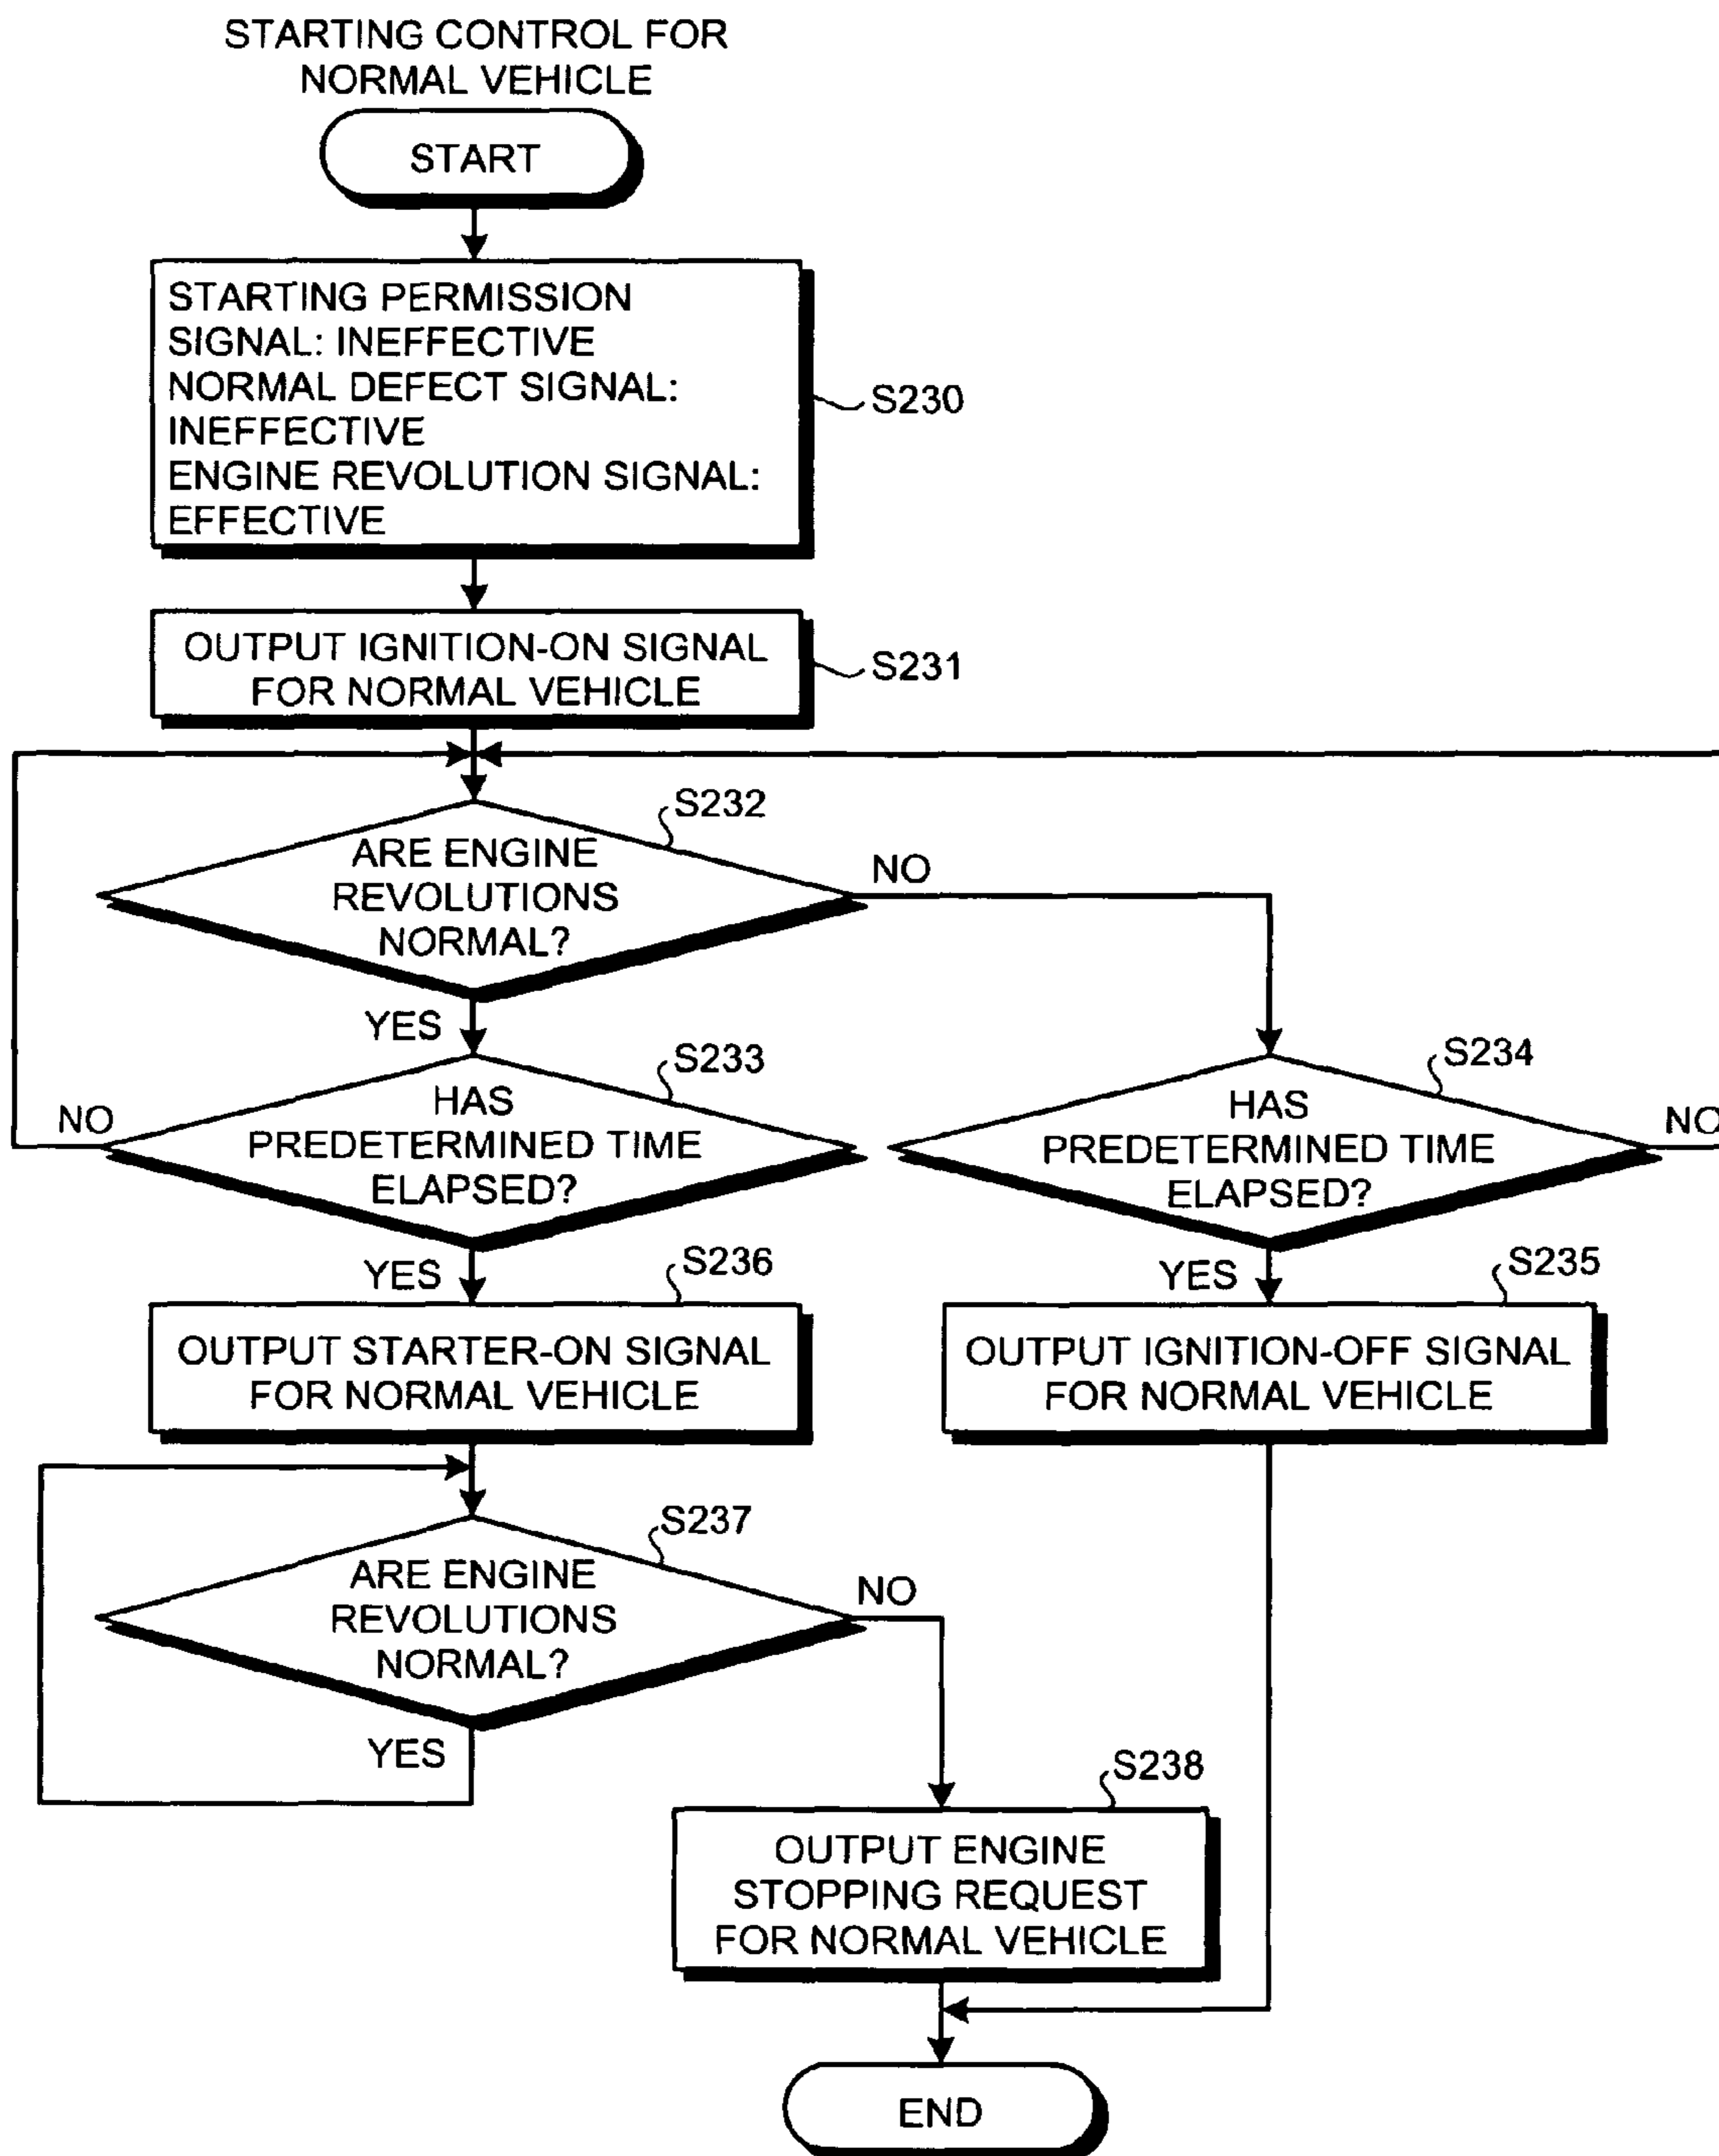 STARTING CONTROL FOR
NORMAL VEHICLE
START
STARTING PERMISSION
SIGNAL: INEFFECTIVE
NORMAL DEFECT SIGNAL:
INEFFECTIVE
ENGINE REVOLUTION SIGNAL:
EFFECTIVE
S230
OUTPUT IGNITION-ON SIGNAL
FOR NORMAL VEHICLE
S231
S232
ARE ENGINE
REVOLUTIONS
NORMAL?
NO
YES
S233
HAS
PREDETERMINED TIME
ELAPSED?
NO
YES
S234
HAS
PREDETERMINED TIME
ELAPSED?
NO
YES
S236
OUTPUT STARTER-ON SIGNAL
FOR NORMAL VEHICLE
S235
OUTPUT IGNITION-OFF SIGNAL
FOR NORMAL VEHICLE
S237
ARE ENGINE
REVOLUTIONS
NORMAL?
NO
YES
S238
OUTPUT ENGINE
STOPPING REQUEST
FOR NORMAL VEHICLE
END